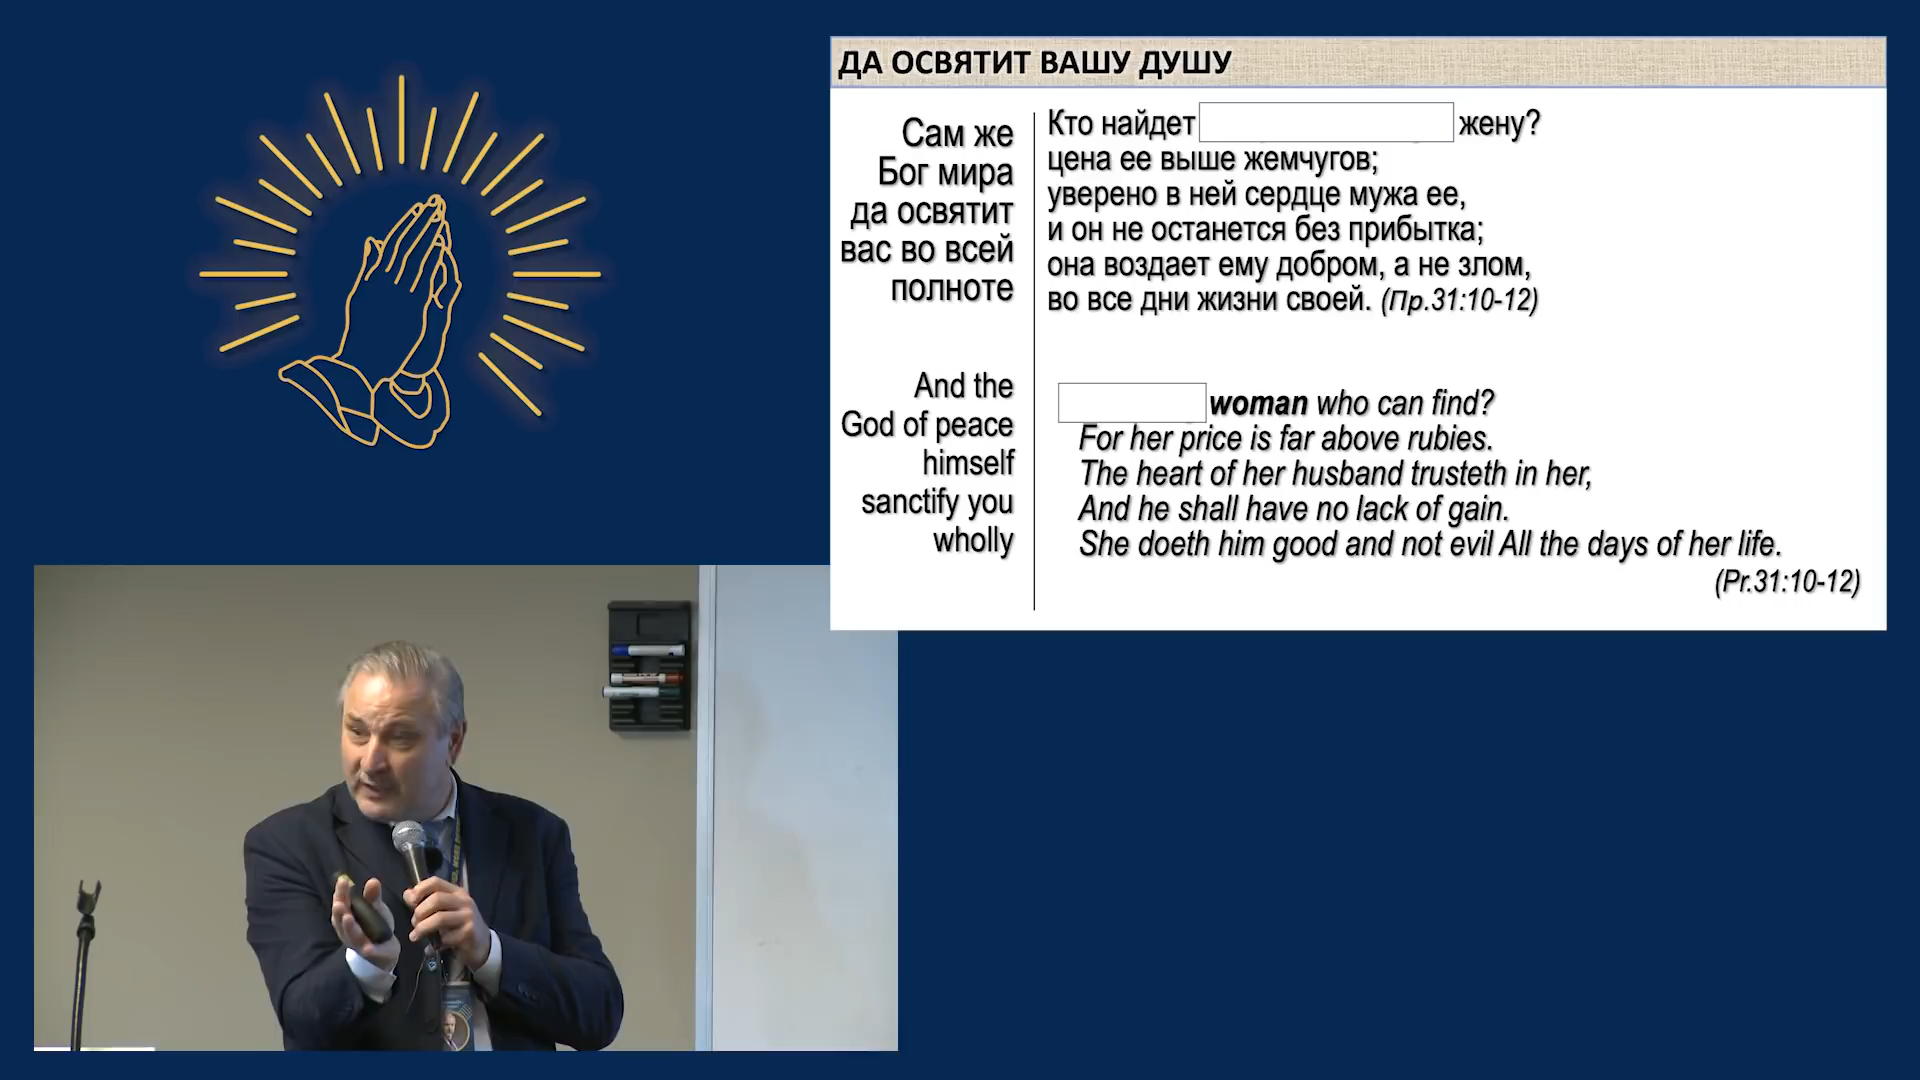 ДА ОСВЯТИТ ВАШУ ДУШУ
Сам же
Бог мира
да освятит
вас во всей
полноте
And the
God of peace
himself
sanctify you
wholly
Кто найдет жену?
цена ее выше жемчугов;
уверено в ней сердце мужа ее,
и он не останется без прибытка;
она воздает ему добром, а не злом,
во все дни жизни своей. (Пр.31:10-12)
woman who can find?
For her price is far above rubies.
The heart of her husband trusteth in her,
And he shall have no lack of gain.
She doeth him good and not evil All the days of her life.
(Pr.31:10-12)